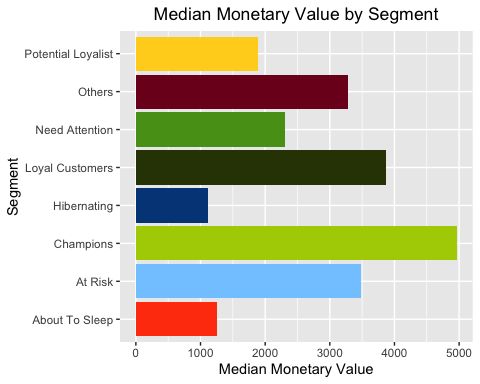 Median Monetary Value by Segment
Segment
Potential Loyalist
Others
Need Attention
Loyal Customers
Hibernating
Champions
At Risk
About To Sleep
0 1000 2000 3000 4000 5000
Median Monetary Value